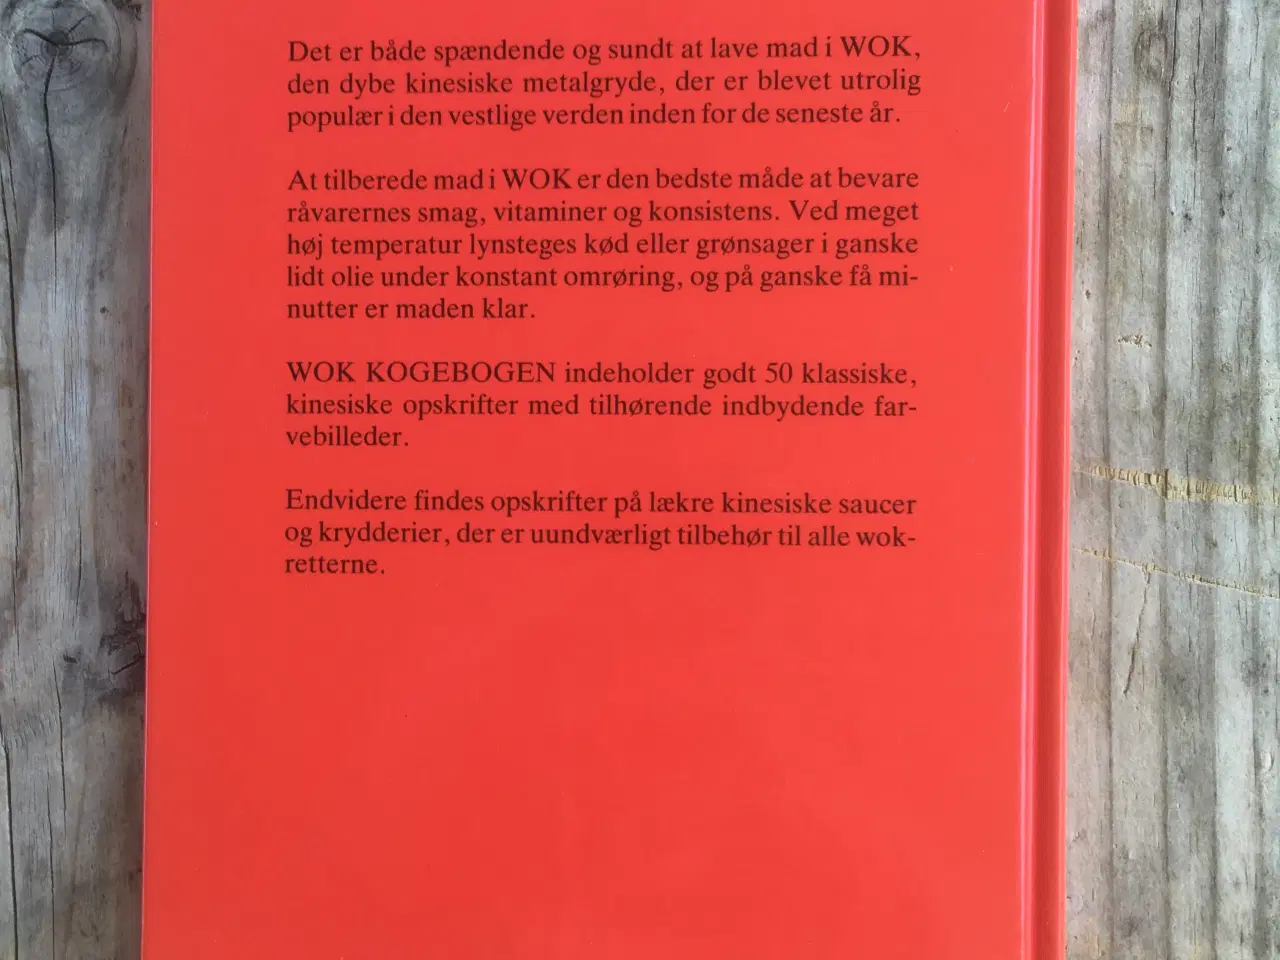 Det er både spændende og sundt at lave mad i WOK,
den dybe kinesiske metalgryde, der er blevet utrolig
populær i den vestlige verden inden for de seneste år.
At tilberede mad i WOK er den bedste måde at bevare
råvarernes smag, vitaminer og konsistens. Ved meget
høj temperatur lynsteges kød eller grønsager i ganske
lidt olie under konstant omrøring, og på ganske få mi-
nutter er maden klar.
WOK KOGEBOGEN indeholder godt 50 klassiske,
kinesiske opskrifter med tilhørende indbydende far-
vebilleder.
Endvidere findes opskrifter på lækre kinesiske saucer
og krydderier, der er uundværligt tilbehør til alle wok-
retterne.